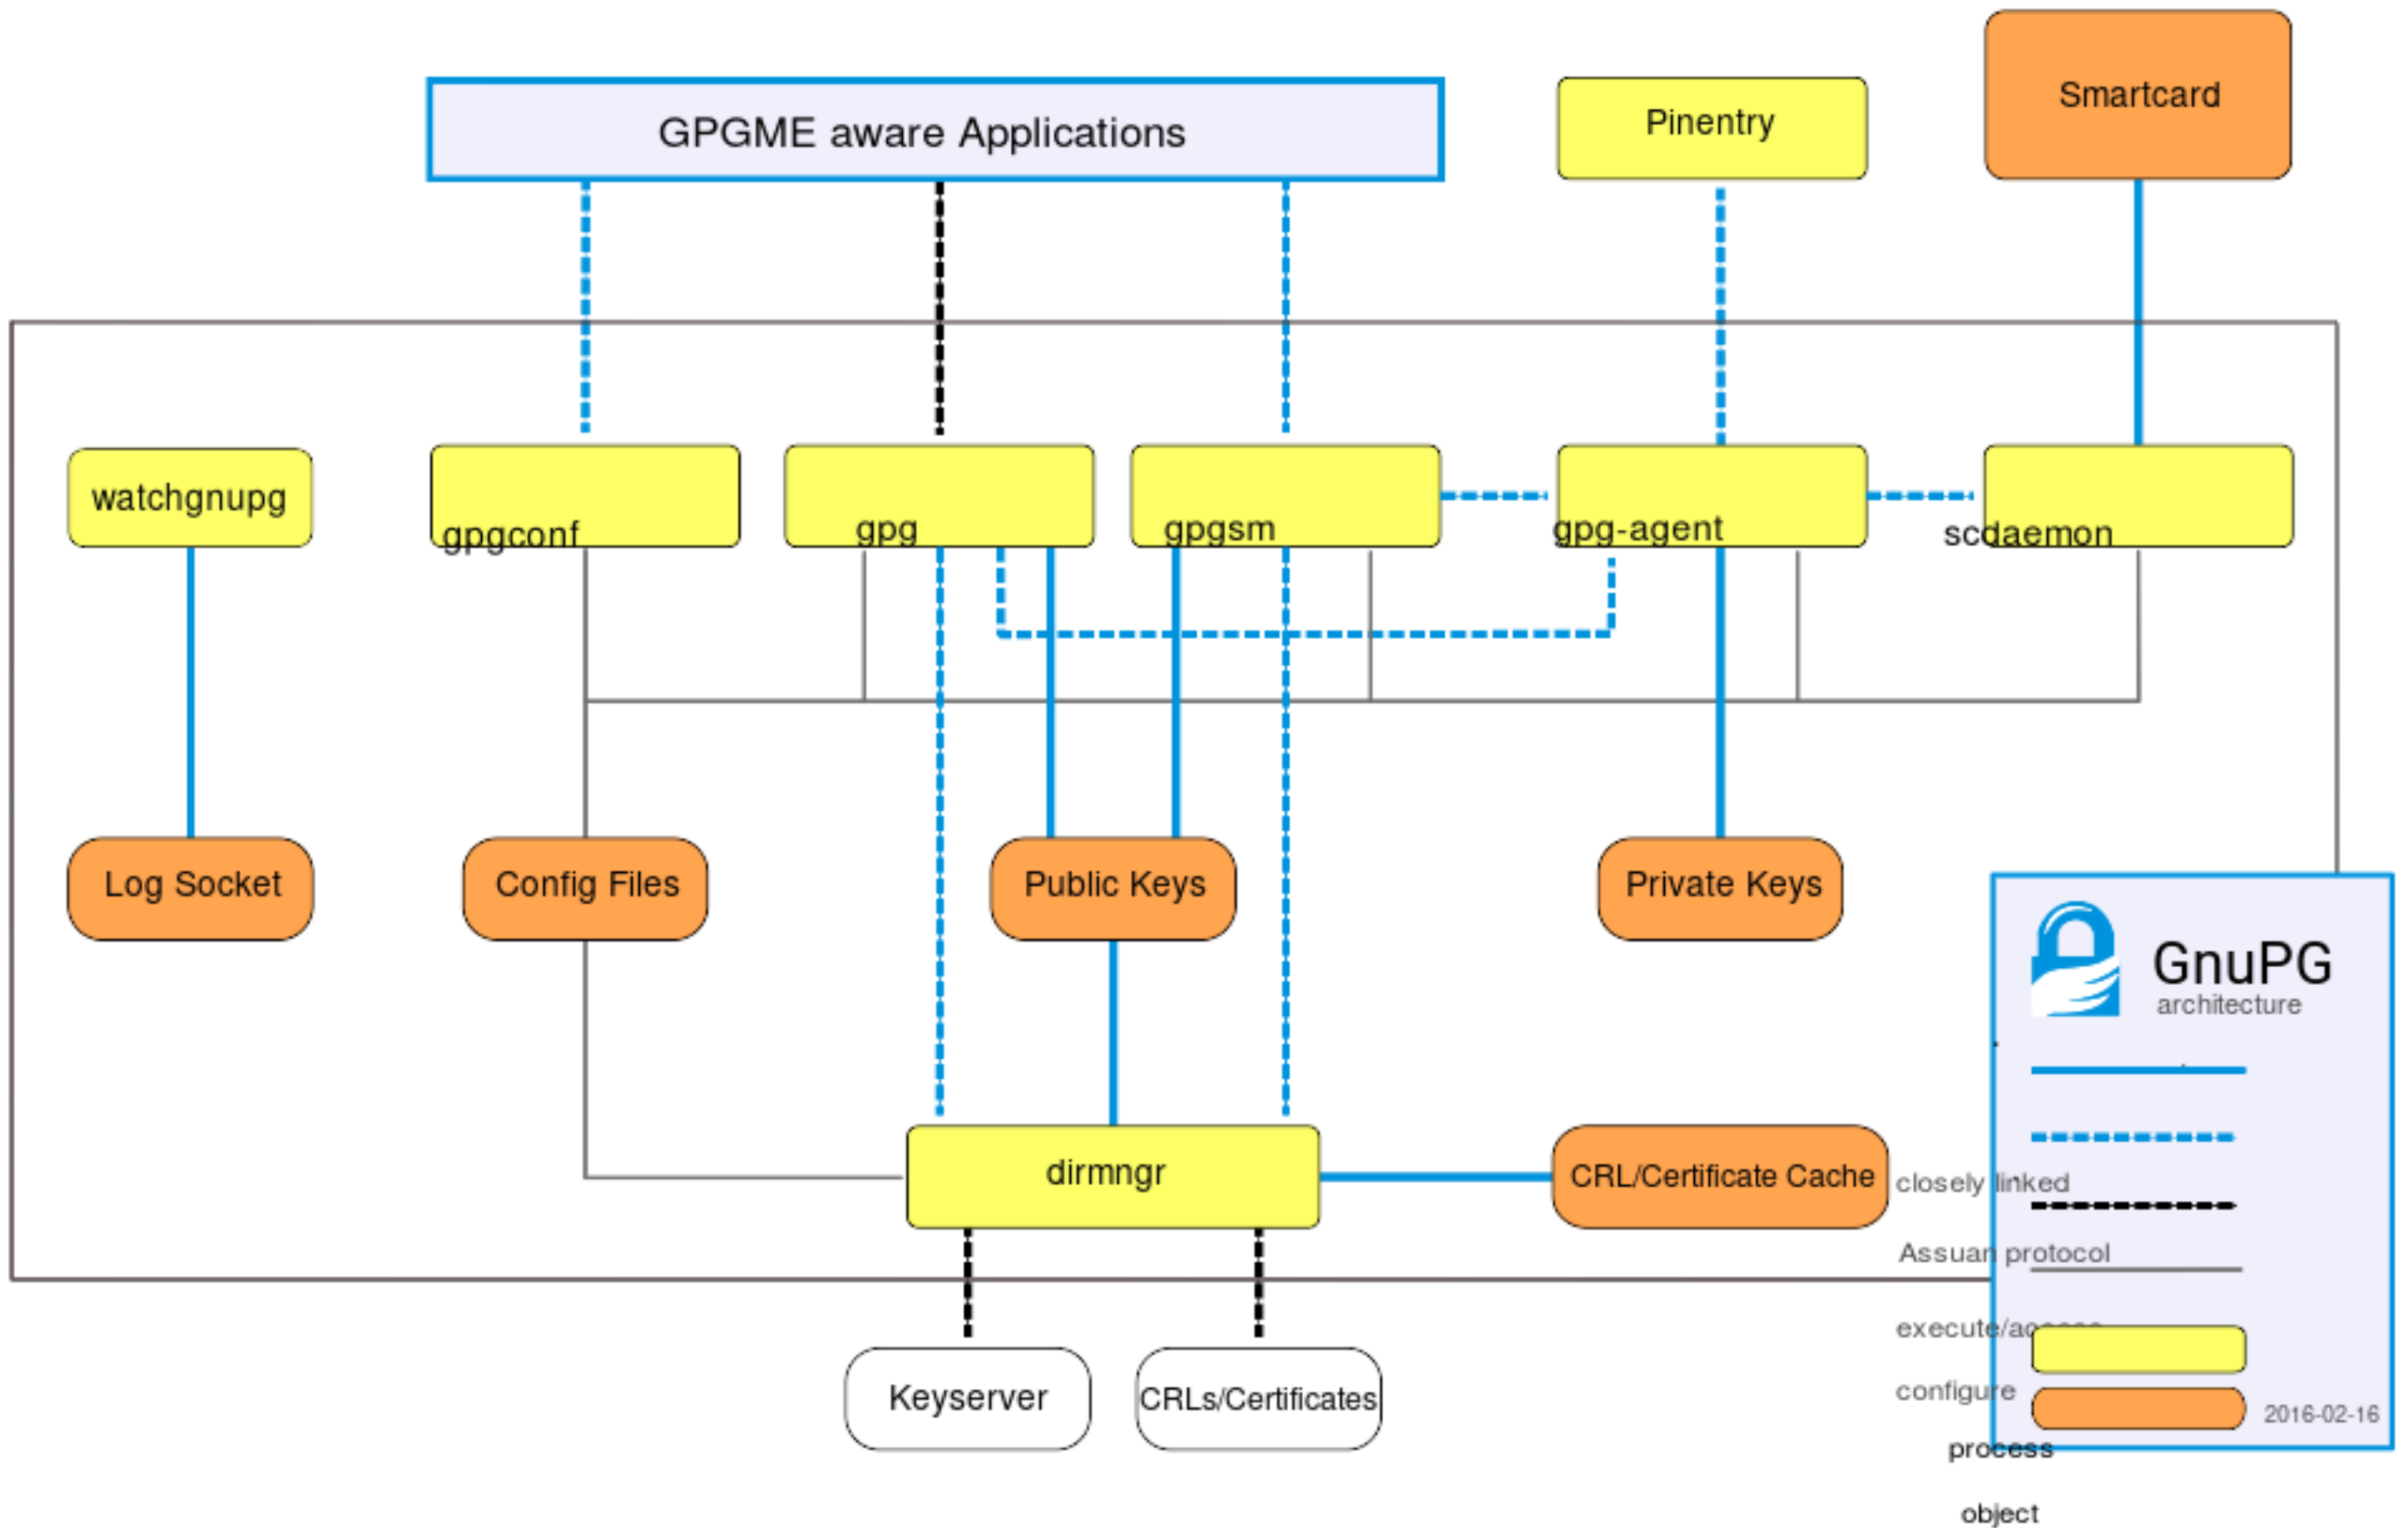 Smartcard
GPGME aware Applications
Pinentry
watchgnupg
gpgconf
gpg
gpgsm
gpg-agent
scdaemon
Log Socket
Config Files
Public Keys
Private Keys
GnuPG
architecture
dirmngr
CRL/Certificate Cache
closely linked
Assuan protocol
execute/access
configure
2016-02-16
Keyserver
CRLs/Certificates
process
object